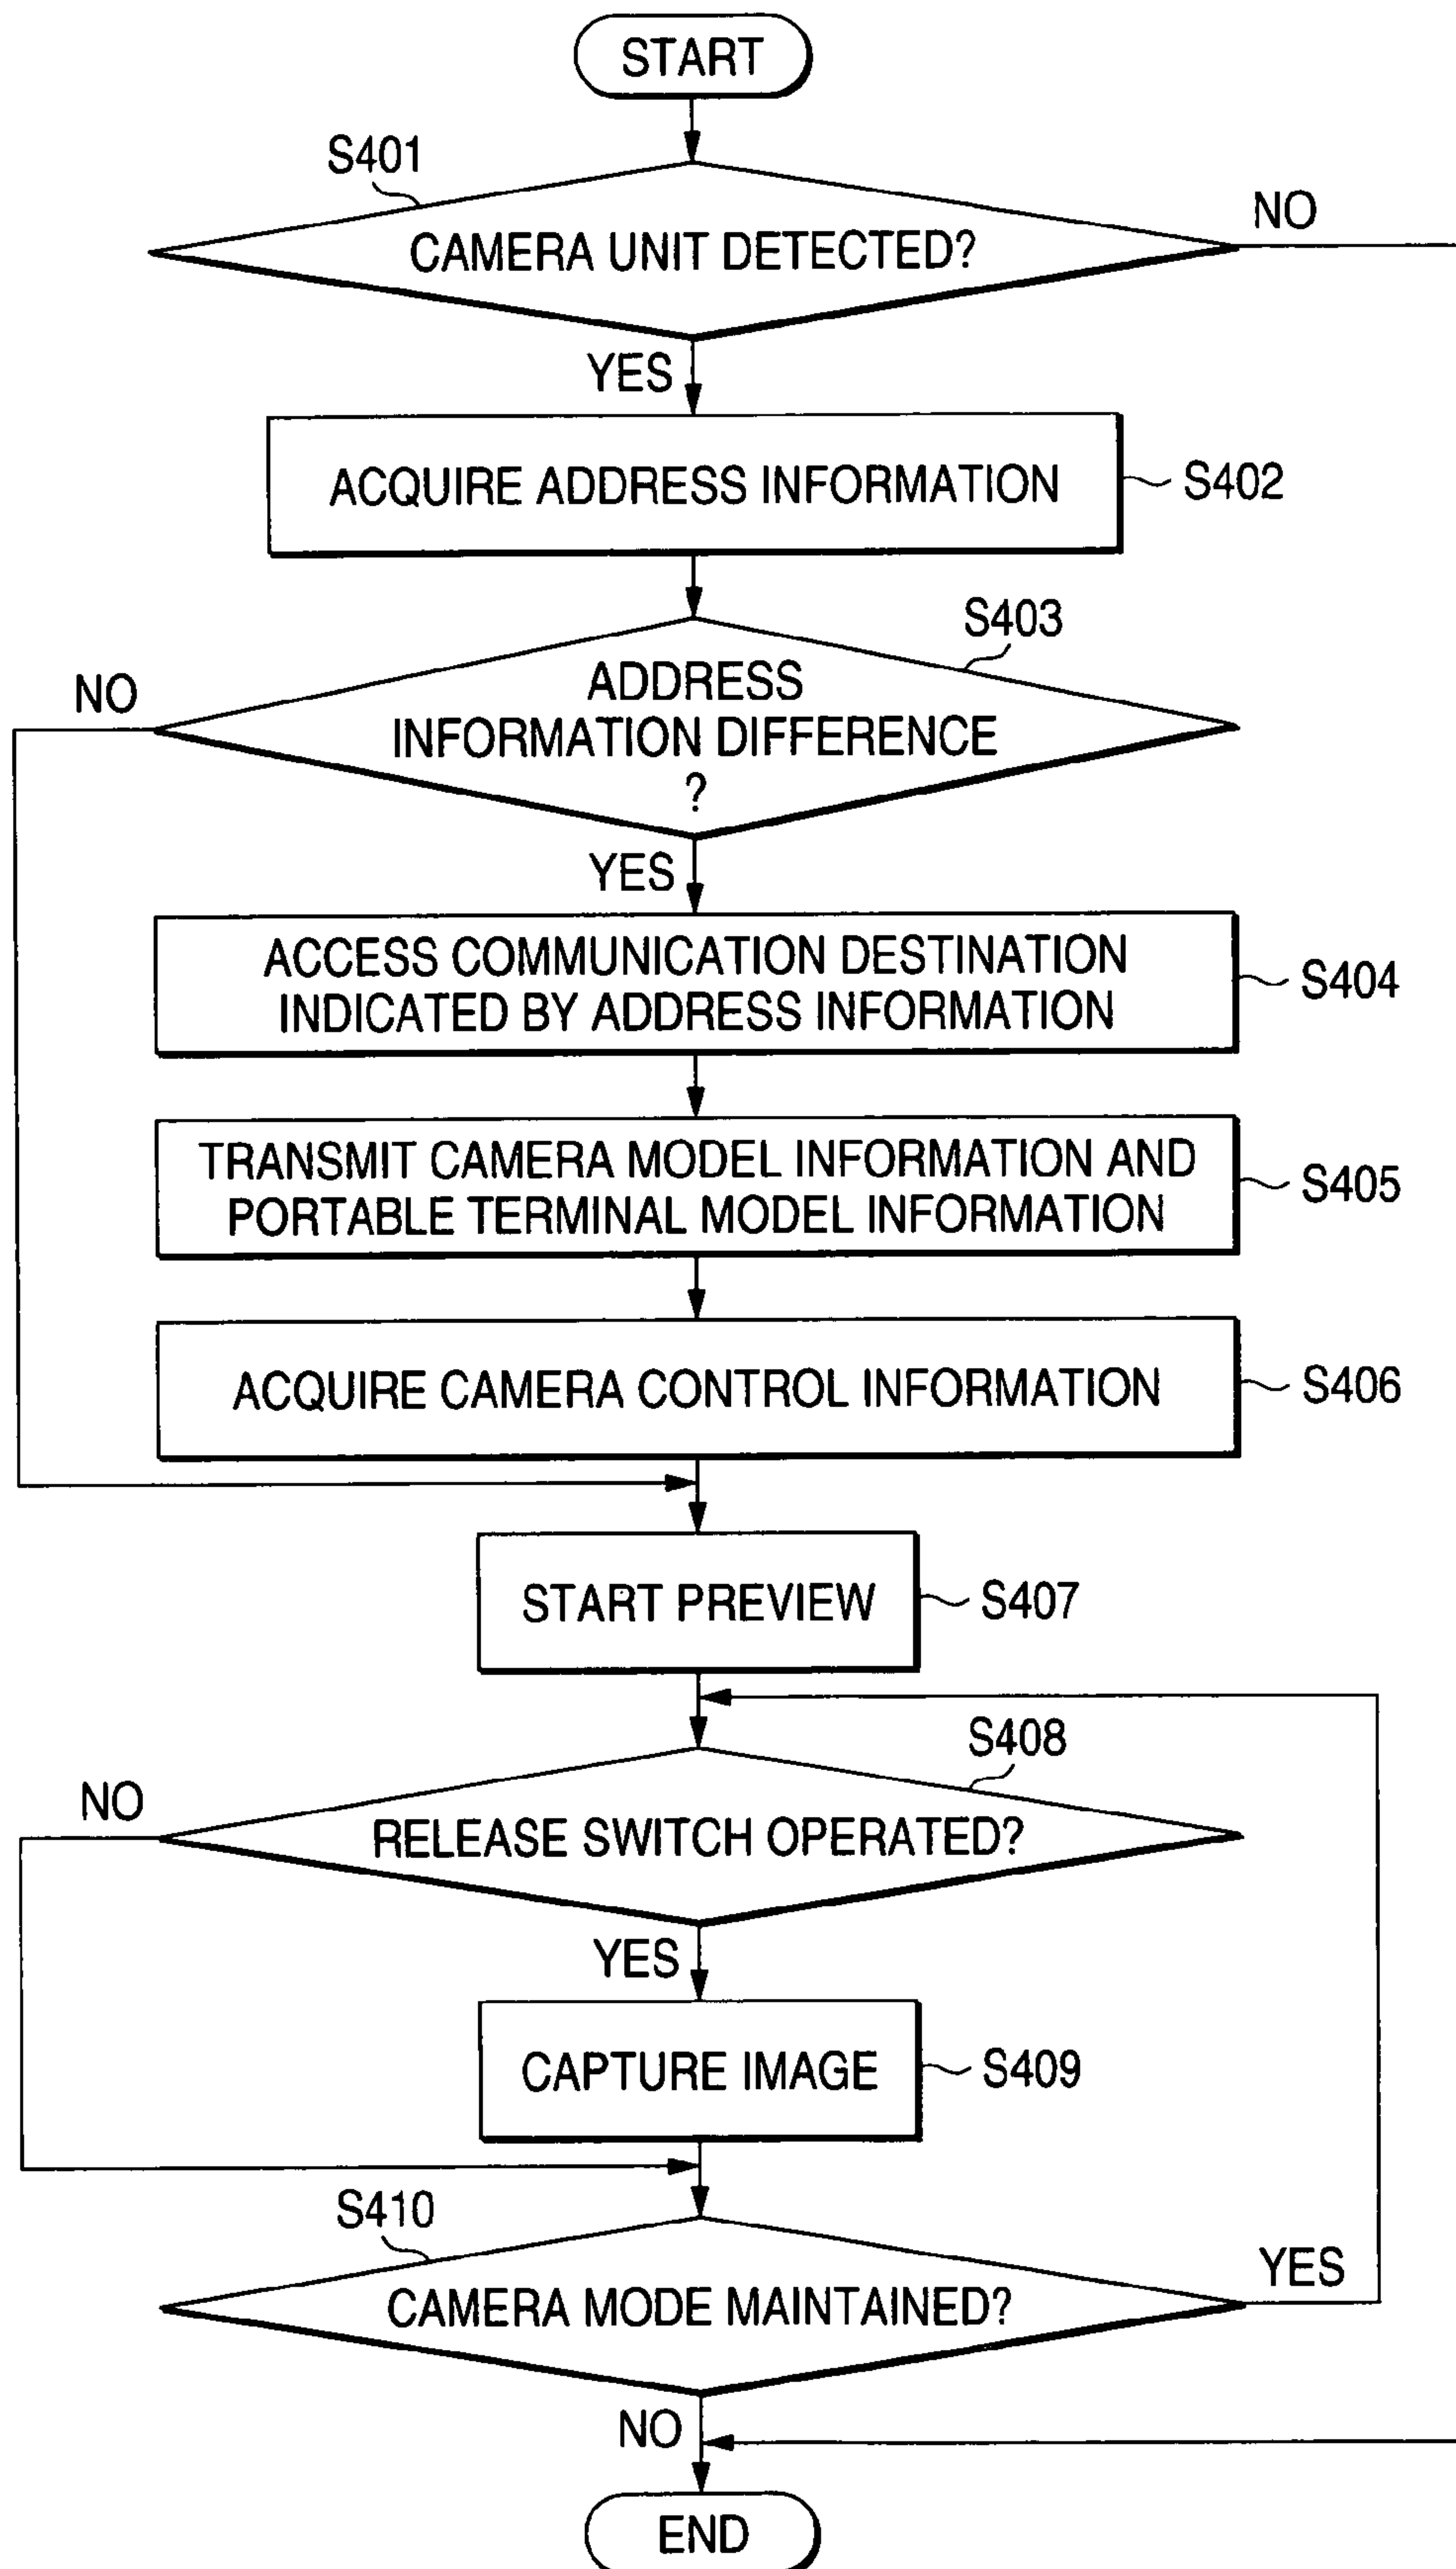 START
S401
CAMERA UNIT DETECTED?
NO
YES
ACQUIRE ADDRESS INFORMATION
S402
S403
ADDRESS
INFORMATION DIFFERENCE
?
NO
YES
ACCESS COMMUNICATION DESTINATION
INDICATED BY ADDRESS INFORMATION
S404
TRANSMIT CAMERA MODEL INFORMATION AND
PORTABLE TERMINAL MODEL INFORMATION
S405
ACQUIRE CAMERA CONTROL INFORMATION
S406
START PREVIEW
S407
S408
NO
RELEASE SWITCH OPERATED?
YES
CAPTURE IMAGE
S409
S410
CAMERA MODE MAINTAINED?
YES
NO
END